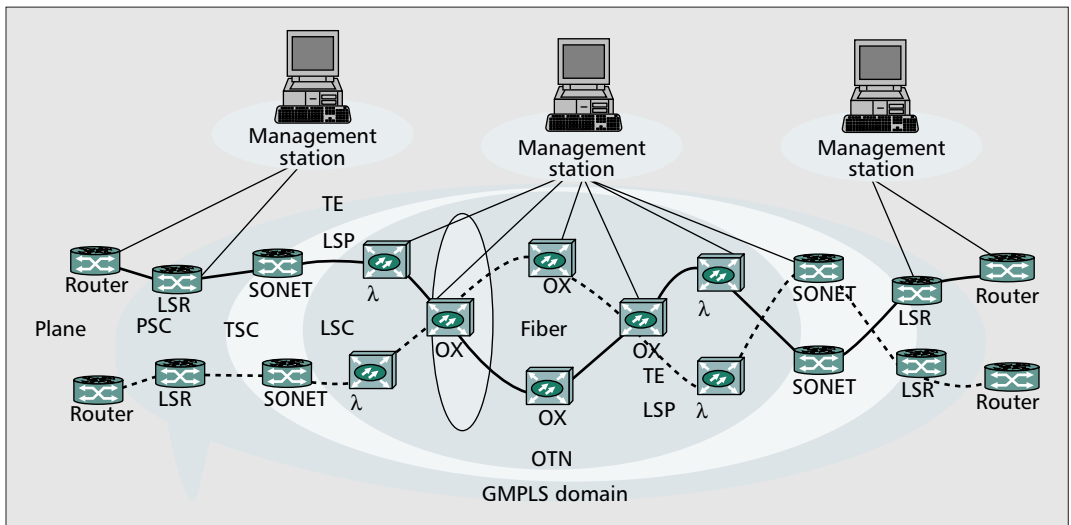 Management
station
Management
station
Management
station
TE
LSP
Router
LSR
SONET
λ
OX
λ
SONET
LSR
Router
Plane
PSC
TSC
LSC
OX
Fiber
OX
Router
LSR
SONET
λ
OX
TE
LSP
λ
SONET
LSR
Router
OTN
GMPLS domain